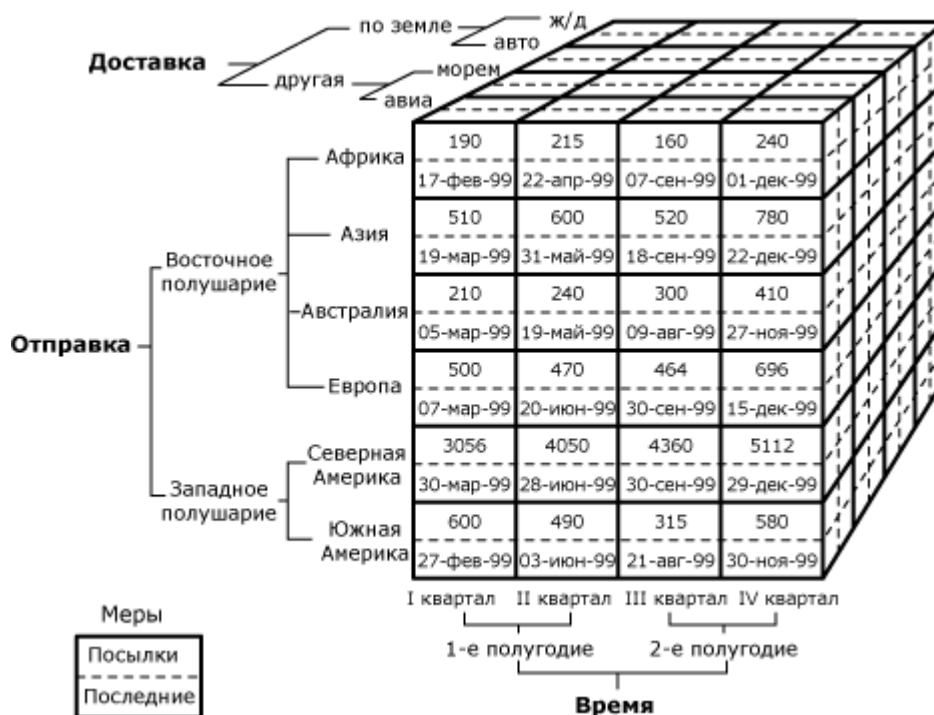 Доставка
по земле
ж/д
авто
другая
морем
авиа
Отправка
Восточное
полушарие
Африка
190 215 160 240
17-фев-99 22-апр-99 07-сен-99 01-дек-99
Азия
510 600 520 780
19-мар-99 31-май-99 18-сен-99 22-дек-99
Австралия
210 240 300 410
05-мар-99 19-май-99 09-авг-99 27-ноя-99
Европа
500 470 464 696
07-мар-99 20-июн-99 30-сен-99 15-дек-99
Западное
полушарие
Северная
Америка
3056 4050 4360 5112
30-мар-99 28-июн-99 30-сен-99 29-дек-99
Южная
Америка
600 490 315 580
27-фев-99 03-июн-99 21-авг-99 30-ноя-99
I квартал II квартал III квартал IV квартал
1-е полугодие 2-е полугодие
Время
Меры
Посылки
Последние